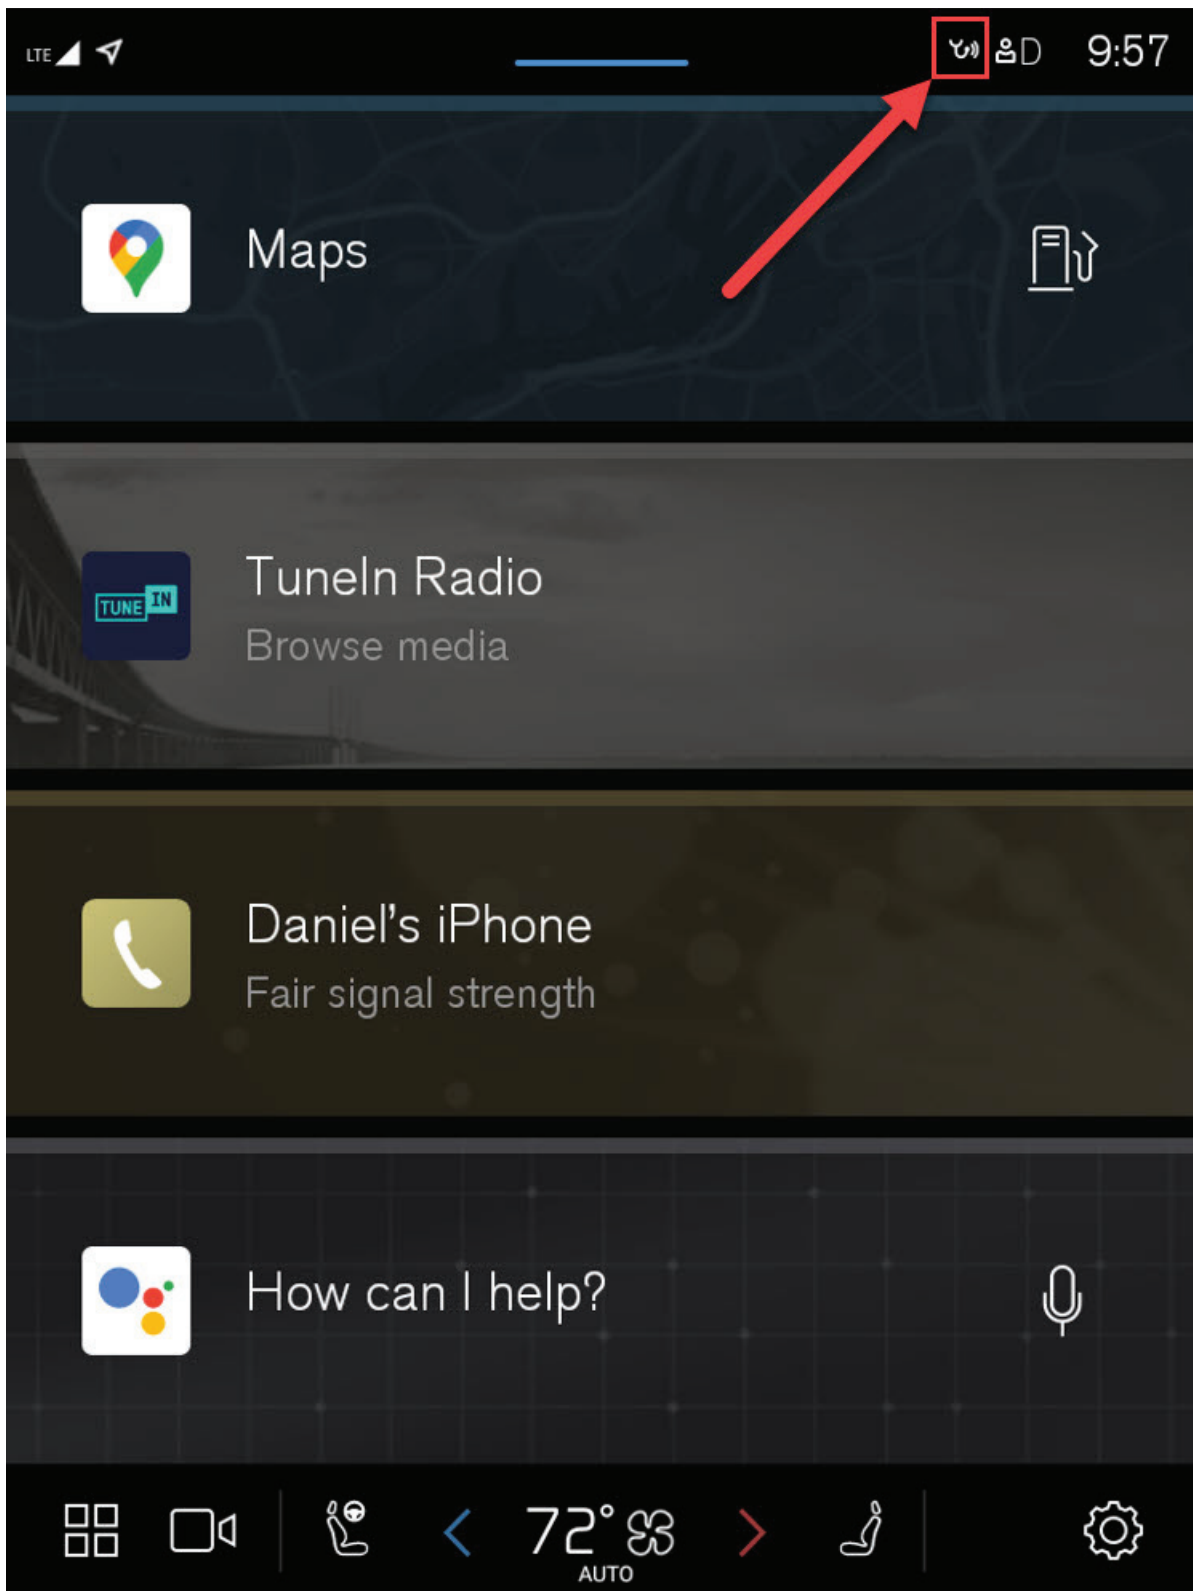 LTE D 9:57
Maps
TUNE IN
TuneIn Radio
Browse media
Daniel's iPhone
Fair signal strength
How can I help?
72°
AUTO